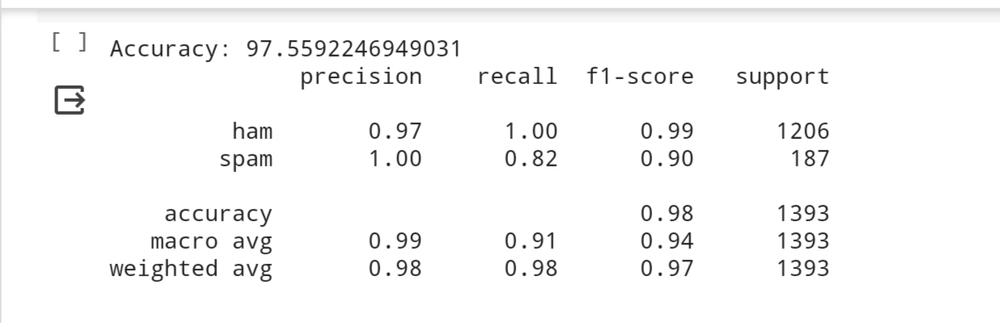 [ ] Accuracy: 97.5592246949031
precision recall f1-score support
ham 0.97 1.00 0.99 1206
spam 1.00 0.82 0.90 187
accuracy 0.98 1393
macro avg 0.99 0.91 0.94 1393
weighted avg 0.98 0.98 0.97 1393